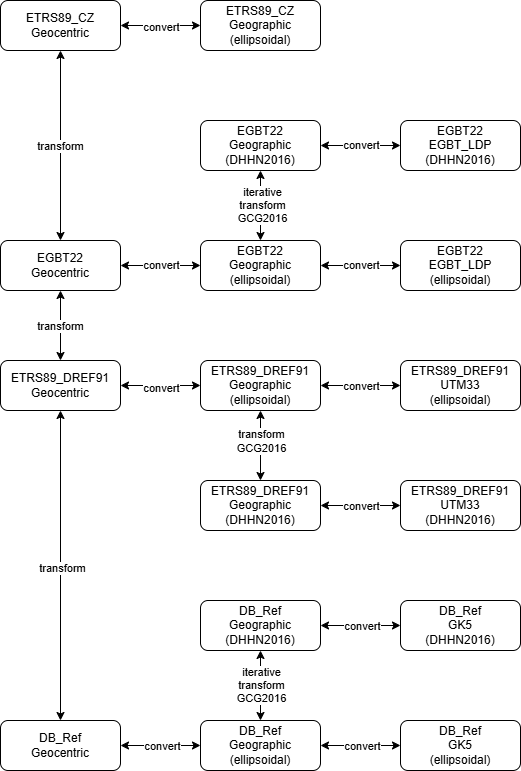 ETRS89_CZ
Geocentric
convert
ETRS89_CZ
Geographic
(ellipsoidal)
transform
EGBT22
Geographic
(DHHN2016)
convert
EGBT22
EGBT_LDP
(DHHN2016)
iterative
transform
GCG2016
EGBT22
Geocentric
convert
EGBT22
Geographic
(ellipsoidal)
convert
EGBT22
EGBT_LDP
(ellipsoidal)
transform
ETRS89_DREF91
Geocentric
convert
ETRS89_DREF91
Geographic
(ellipsoidal)
convert
ETRS89_DREF91
UTM33
(ellipsoidal)
transform
GCG2016
ETRS89_DREF91
Geographic
(DHHN2016)
convert
ETRS89_DREF91
UTM33
(DHHN2016)
transform
DB_Ref
Geographic
(DHHN2016)
convert
DB_Ref
GK5
(DHHN2016)
iterative
transform
GCG2016
DB_Ref
Geocentric
convert
DB_Ref
Geographic
(ellipsoidal)
convert
DB_Ref
GK5
(ellipsoidal)